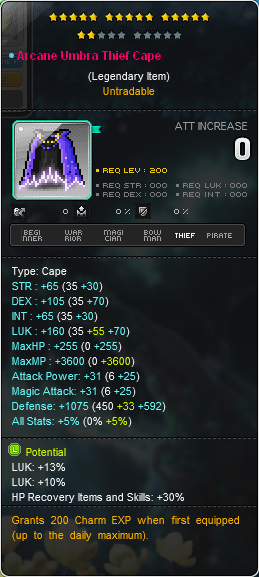 Arcane Umbra Thief Cape
(Legendary Item)
Untradable
ATT INCREASE
0
REQ LEV : 200
REQ STR : 000 REQ LUK : 000
REQ DEX : 000 REQ INT : 000
0 0 % 0 %
BEGINNER WARRIOR MAGICIAN BOWMAN THIEF PIRATE
Type: Cape
STR : +65 (35 +30)
DEX : +105 (35 +70)
INT : +65 (35 +30)
LUK : +160 (35 +55 +70)
MaxHP : +255 (0 +255)
MaxMP : +3600 (0 +3600)
Attack Power: +31 (6 +25)
Magic Attack: +31 (6 +25)
Defense: +1075 (450 +33 +592)
All Stats: +5% (0% +5%)
L Potential
LUK: +13%
LUK: +10%
HP Recovery Items and Skills: +30%
Grants 200 Charm EXP when first equipped
(up to the daily maximum).